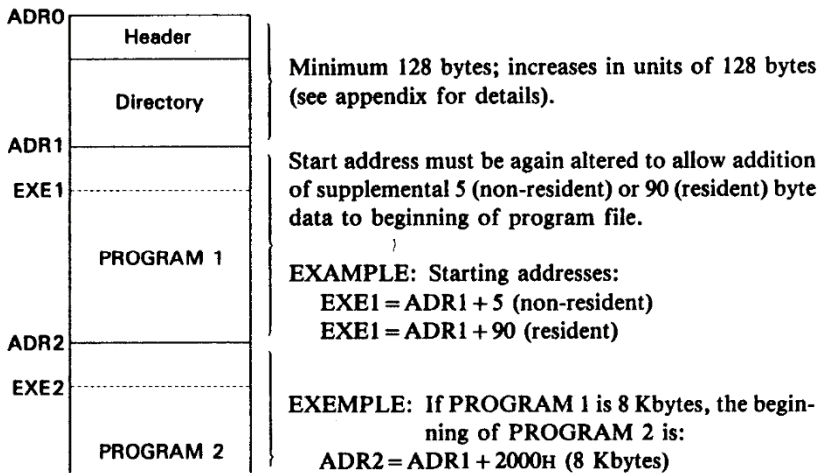 ADR0
Header
Directory
Minimum 128 bytes; increases in units of 128 bytes
(see appendix for details).
ADR1
EXE1
PROGRAM 1
Start address must be again altered to allow addition
of supplemental 5 (non-resident) or 90 (resident) byte
data to beginning of program file.
EXAMPLE: Starting addresses:
EXE1 = ADR1 + 5 (non-resident)
EXE1 = ADR1 + 90 (resident)
ADR2
EXE2
PROGRAM 2
EXEMPLE: If PROGRAM 1 is 8 Kbytes, the begin-
ning of PROGRAM 2 is:
ADR2 = ADR1 + 2000H (8 Kbytes)